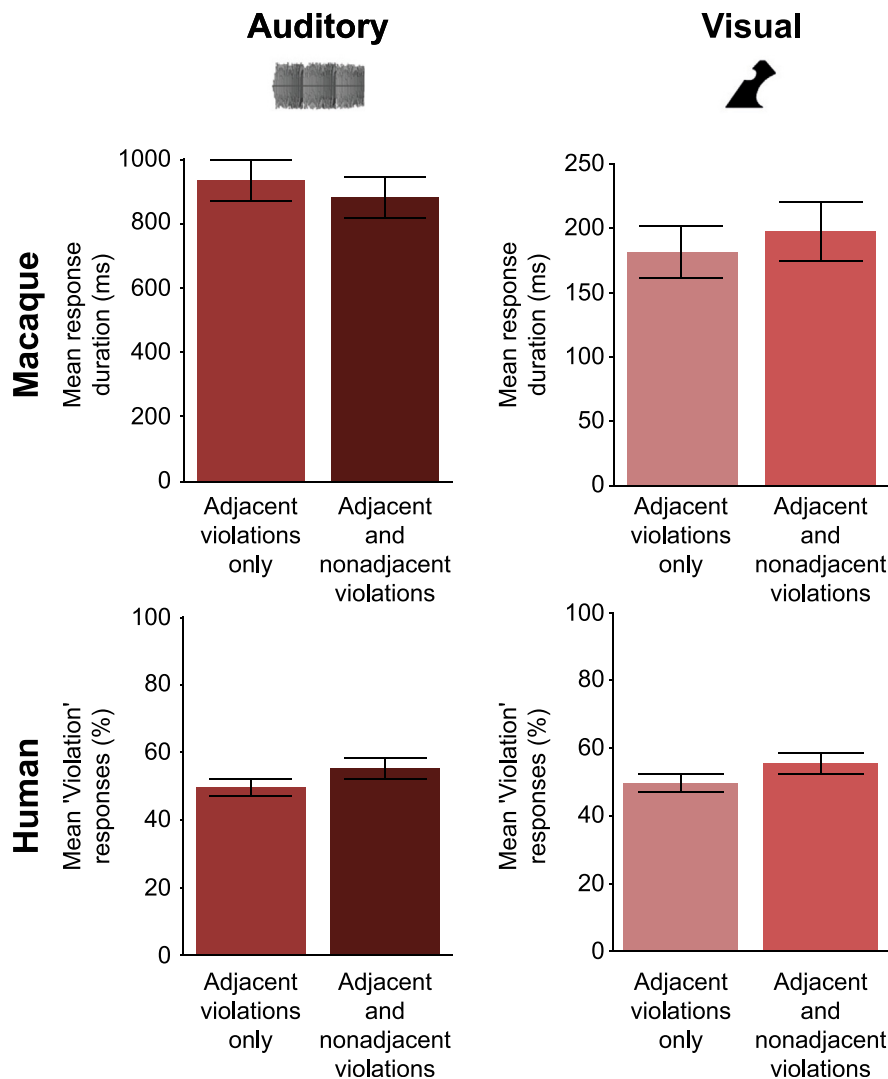 Auditory
Visual
Macaque
Mean response
duration (ms)
1000
800
600
400
200
0
Adjacent
violations
only
Adjacent
and
nonadjacent
violations
Mean response
duration (ms)
250
200
150
100
50
0
Adjacent
violations
only
Adjacent
and
nonadjacent
violations
Human
Mean 'Violation'
responses (%)
100
80
60
40
20
0
Adjacent
violations
only
Adjacent
and
nonadjacent
violations
Mean 'Violation'
responses (%)
100
80
60
40
20
0
Adjacent
violations
only
Adjacent
and
nonadjacent
violations